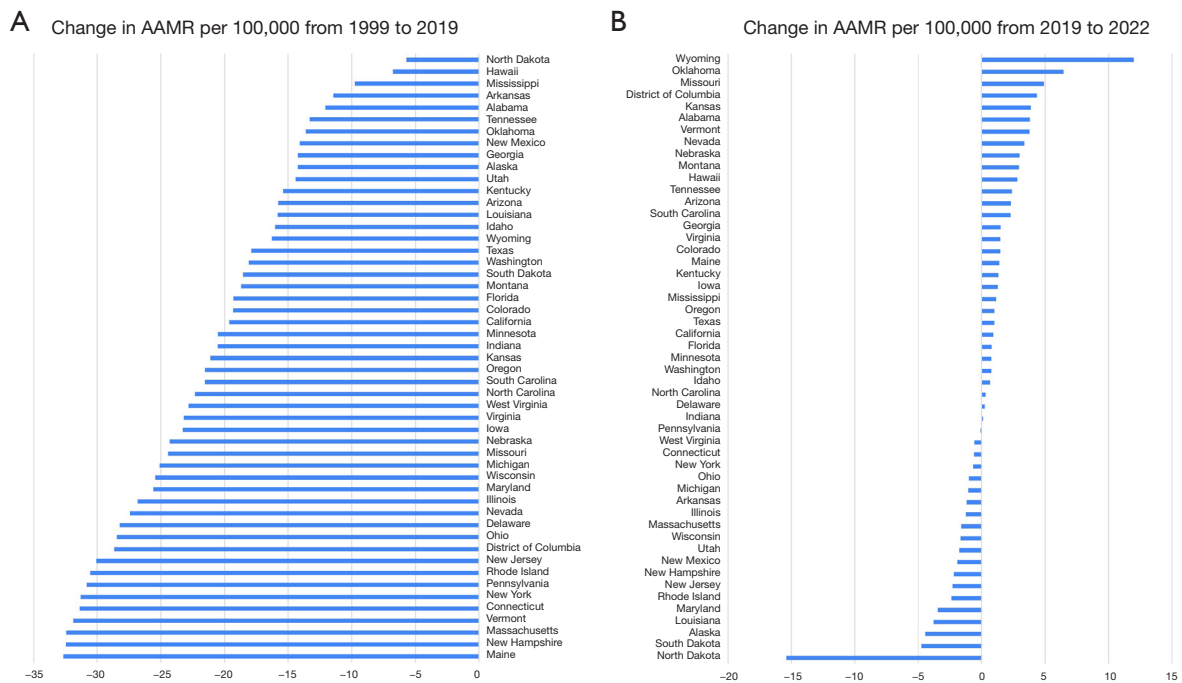 A Change in AAMR per 100,000 from 1999 to 2019
North Dakota
Hawaii
Mississippi
Arkansas
Alabama
Tennessee
Oklahoma
New Mexico
Georgia
Alaska
Utah
Kentucky
Arizona
Louisiana
Idaho
Wyoming
Texas
Washington
South Dakota
Montana
Florida
Colorado
California
Minnesota
Indiana
Kansas
Oregon
South Carolina
North Carolina
West Virginia
Virginia
Iowa
Nebraska
Missouri
Michigan
Wisconsin
Maryland
Illinois
Nevada
Delaware
Ohio
District of Columbia
New Jersey
Rhode Island
Pennsylvania
New York
Connecticut
Vermont
Massachusetts
New Hampshire
Maine
−35 −30 −25 −20 −15 −10 −5 0
B Change in AAMR per 100,000 from 2019 to 2022
Wyoming
Oklahoma
Missouri
District of Columbia
Kansas
Alabama
Vermont
Nevada
Nebraska
Montana
Hawaii
Tennessee
Arizona
South Carolina
Georgia
Virginia
Colorado
Maine
Kentucky
Iowa
Mississippi
Oregon
Texas
California
Florida
Minnesota
Washington
Idaho
North Carolina
Delaware
Indiana
Pennsylvania
West Virginia
Connecticut
New York
Ohio
Michigan
Arkansas
Illinois
Massachusetts
Wisconsin
Utah
New Mexico
New Hampshire
New Jersey
Rhode Island
Maryland
Louisiana
Alaska
South Dakota
North Dakota
−20 −15 −10 −5 0 5 10 15